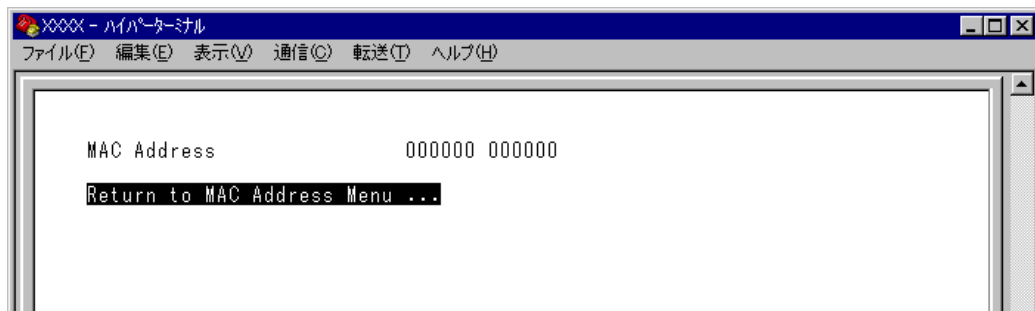 XXXX - ハイパーターミナル
ファイル(F) 編集(E) 表示(V) 通信(C) 転送(T) ヘルプ(H)
MAC Address 000000 000000
Return to MAC Address Menu ...